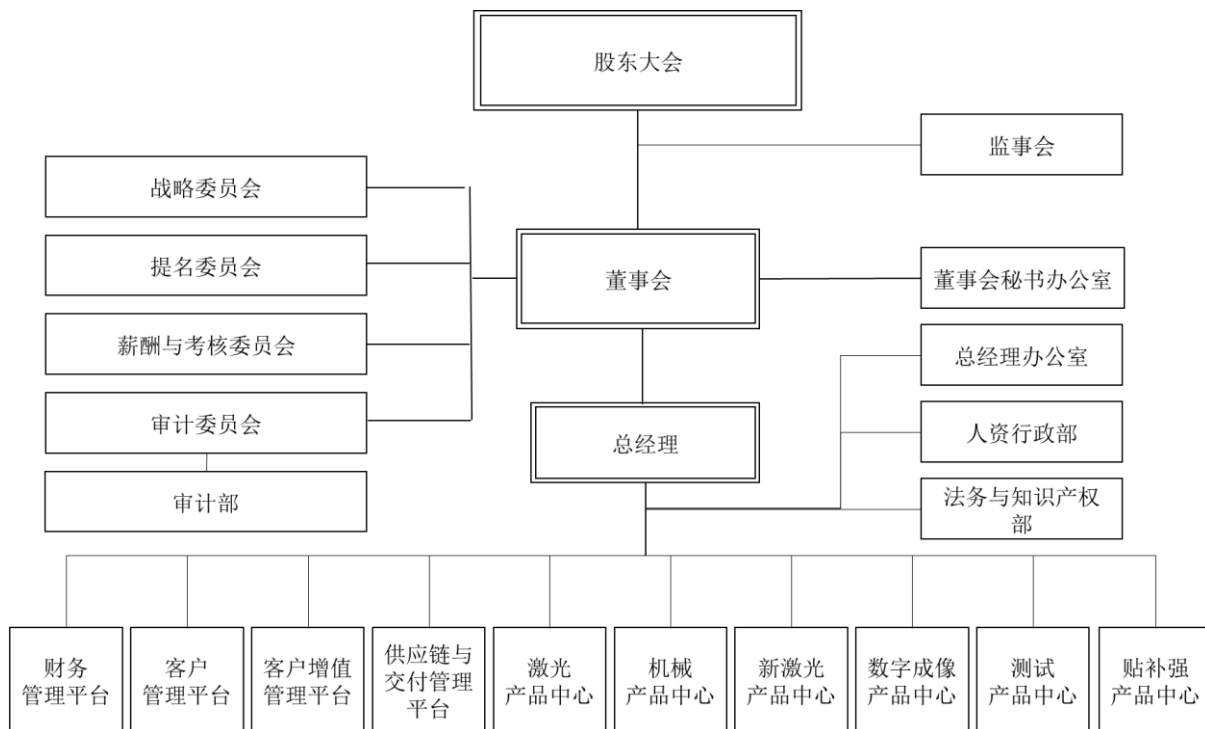 股东大会
监事会
战略委员会
提名委员会
董事会
董事会秘书办公室
薪酬与考核委员会
总经理办公室
审计委员会
总经理
人资行政部
审计部
法务与知识产权
部
财务
管理平台
客户
管理平台
客户增值
管理平台
供应链与
交付管理
平台
激光
产品中心
机械
产品中心
新激光
产品中心
数字成像
产品中心
测试
产品中心
贴补强
产品中心